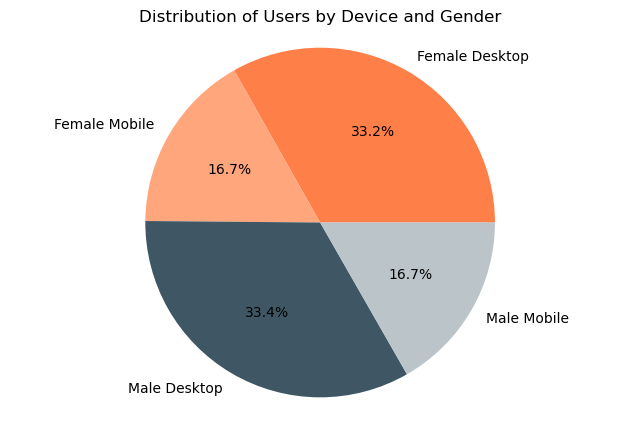 Distribution of Users by Device and Gender
Female Desktop
33.2%
Female Mobile
16.7%
Male Desktop
33.4%
Male Mobile
16.7%